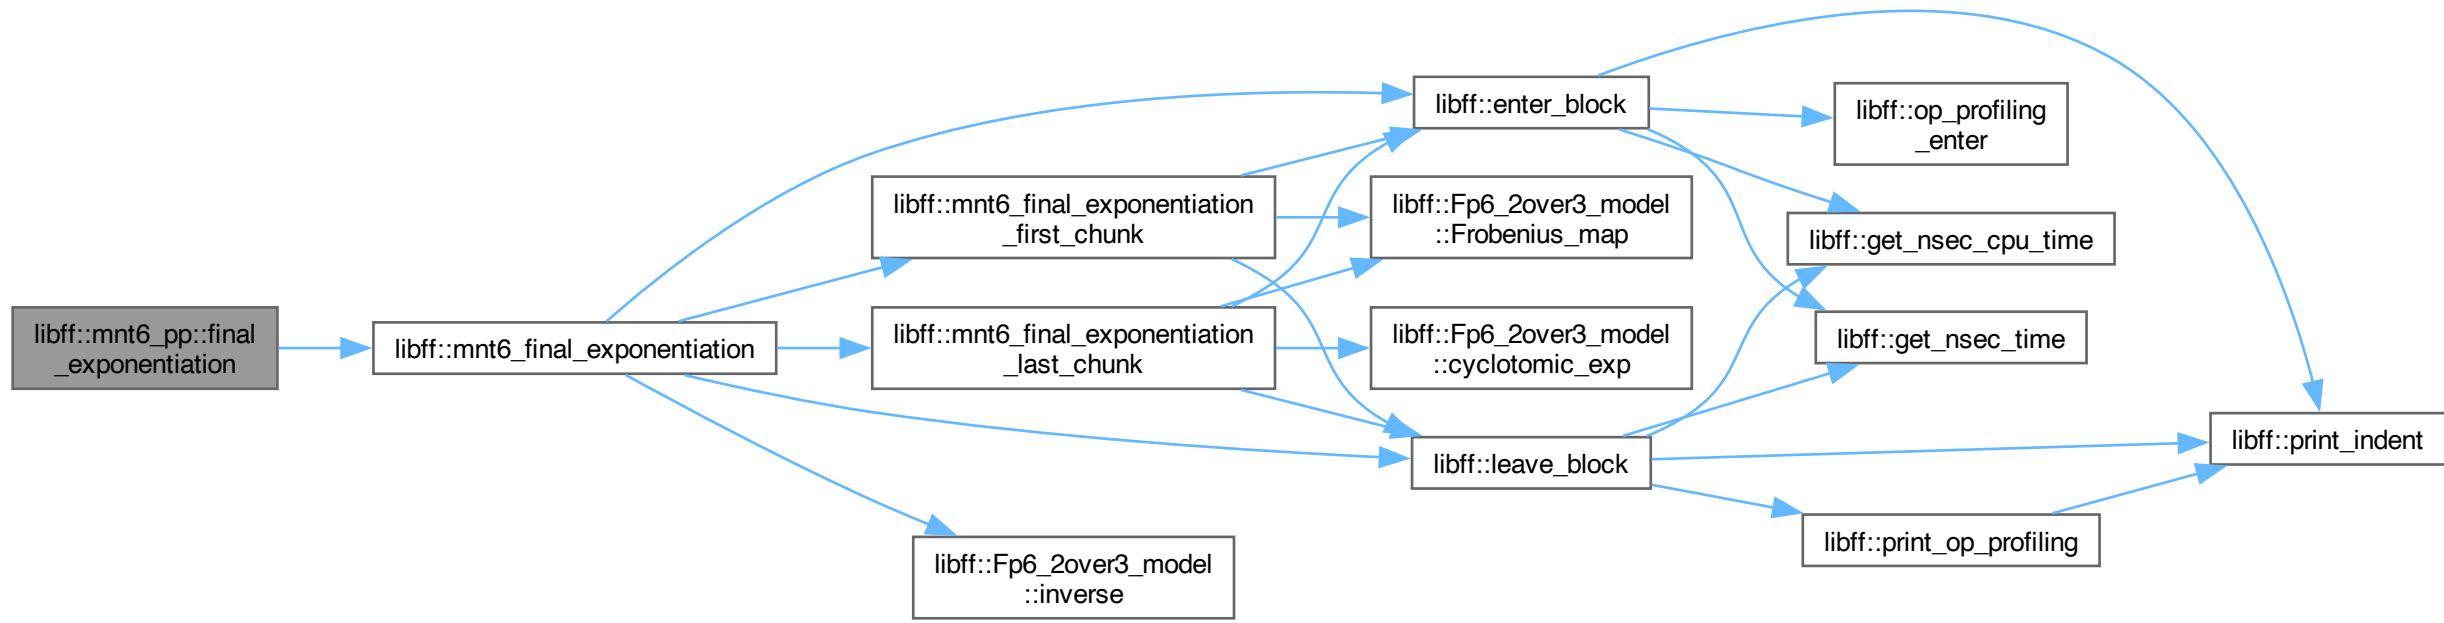 libff::mnt6_pp::final
_exponentiation
libff::mnt6_final_exponentiation
libff::mnt6_final_exponentiation
_first_chunk
libff::mnt6_final_exponentiation
_last_chunk
libff::Fp6_2over3_model
::inverse
libff::enter_block
libff::Fp6_2over3_model
::Frobenius_map
libff::Fp6_2over3_model
::cyclotomic_exp
libff::leave_block
libff::op_profiling
_enter
libff::get_nsec_cpu_time
libff::get_nsec_time
libff::print_op_profiling
libff::print_indent